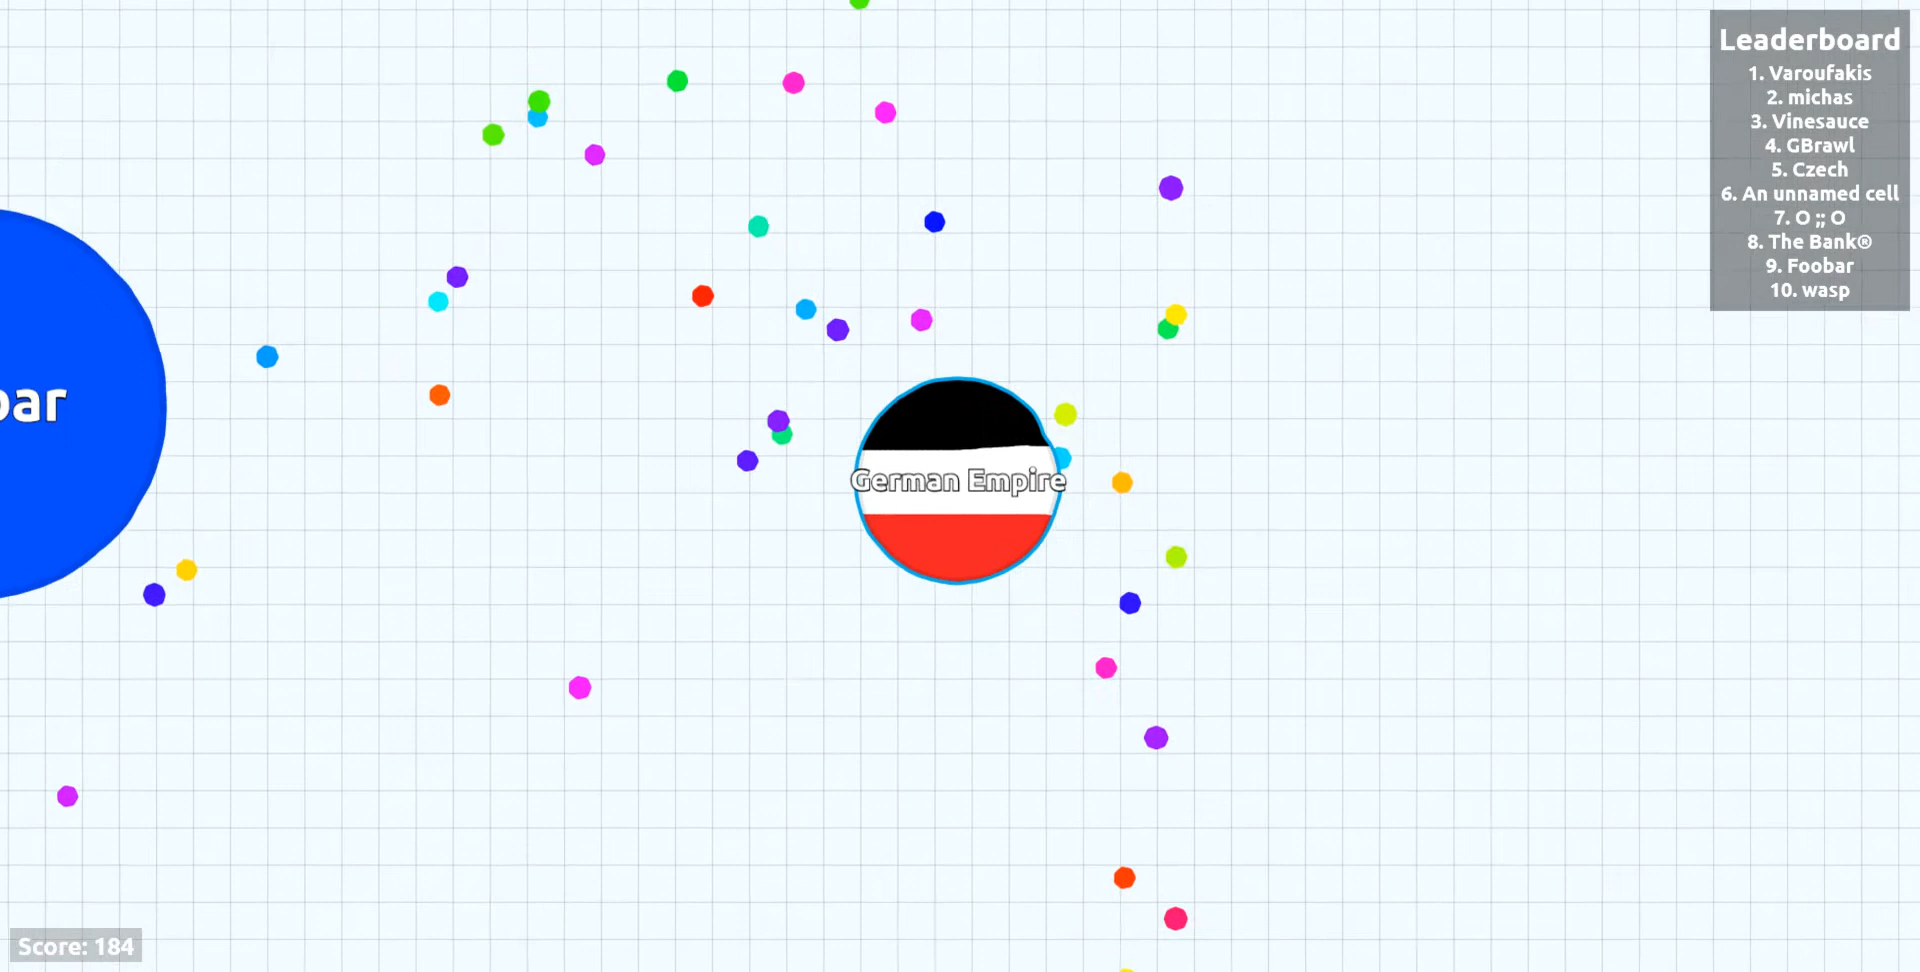 Leaderboard
1. Varoufakis
2. michas
3. Vinesauce
4. GBrawl
5. Czech
6. An unnamed cell
7. O ;; O
8. The Bank®
9. Foobar
10. wasp
bar
German Empire
Score: 184